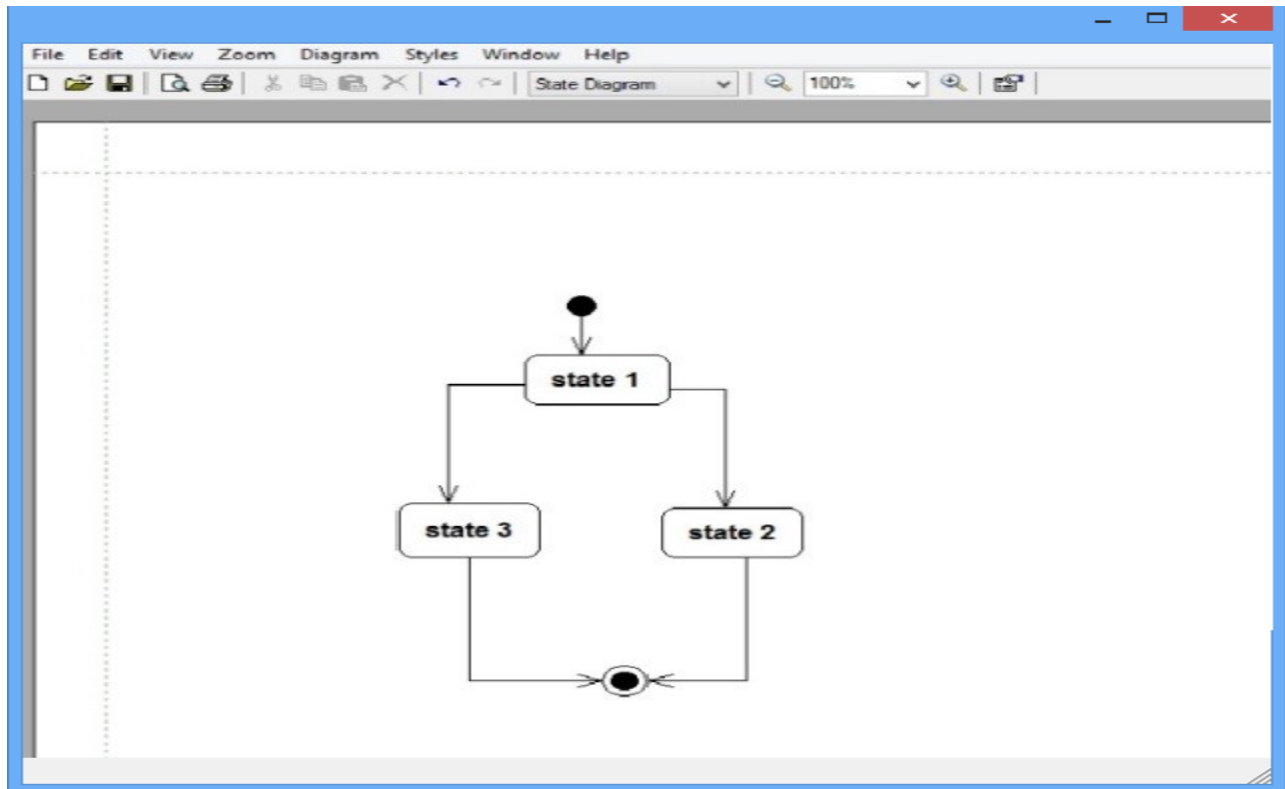 File Edit View Zoom Diagram Styles Window Help
State Diagram 100%
state 1
state 3 state 2